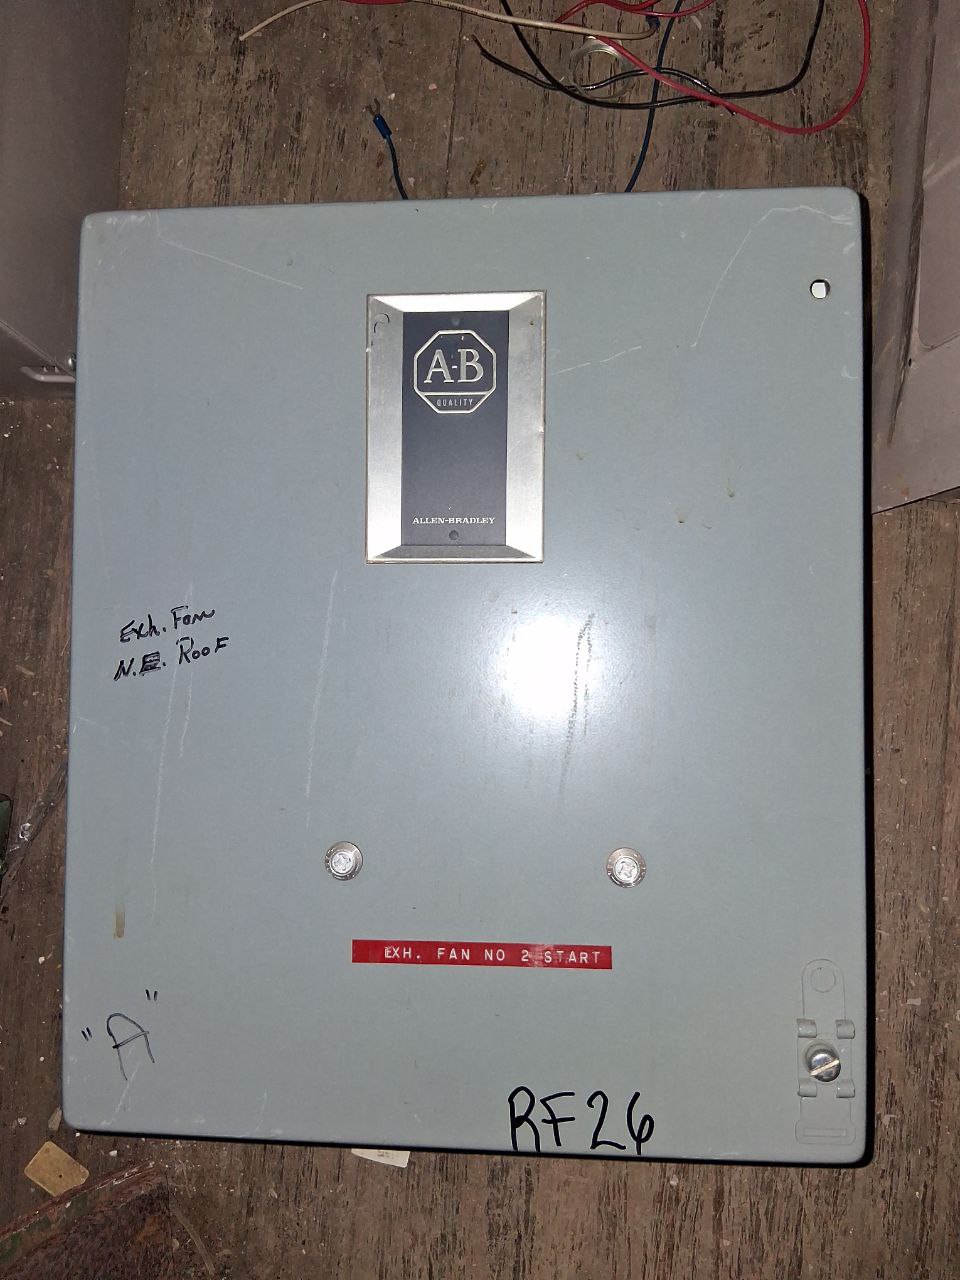 A-B
QUALITY
ALLEN-BRADLEY
Exh. Fan
N.E. Roof
EXH. FAN NO 2 START
"A"
RF26